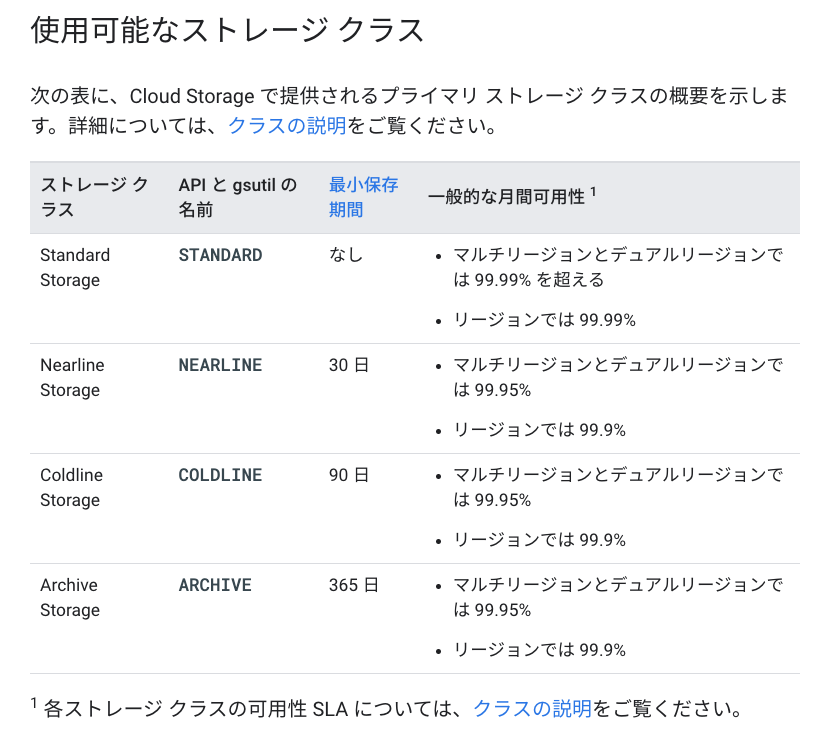 使用可能なストレージ クラス
次の表に、Cloud Storage で提供されるプライマリ ストレージ クラスの概要を示しま
す。詳細については、クラスの説明をご覧ください。
ストレージ ク
ラス
API と gsutil の
名前
最小保存
期間
一般的な月間可用性 1
Standard
Storage
STANDARD
なし
• マルチリージョンとデュアルリージョンで
は 99.99% を超える
• リージョンでは 99.99%
Nearline
Storage
NEARLINE
30 日
• マルチリージョンとデュアルリージョンで
は 99.95%
• リージョンでは 99.9%
Coldline
Storage
COLDLINE
90 日
• マルチリージョンとデュアルリージョンで
は 99.95%
• リージョンでは 99.9%
Archive
Storage
ARCHIVE
365 日
• マルチリージョンとデュアルリージョンで
は 99.95%
• リージョンでは 99.9%
1 各ストレージ クラスの可用性 SLA については、クラスの説明をご覧ください。